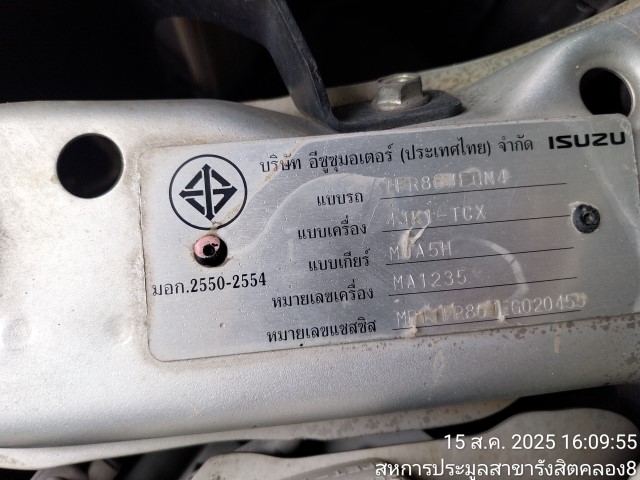 บริษัท อีซูซุมอเตอร์ (ประเทศไทย) จำกัด ISUZU
แบบรถ
แบบเครื่อง 4JK1-TCX
แบบเกียร์
มอก.2550-2554
หมายเลขเครื่อง
หมายเลขแชสซิส
15 ส.ค. 2025 16:09:55
สหการประมูลสาขารังสิตคลอง8